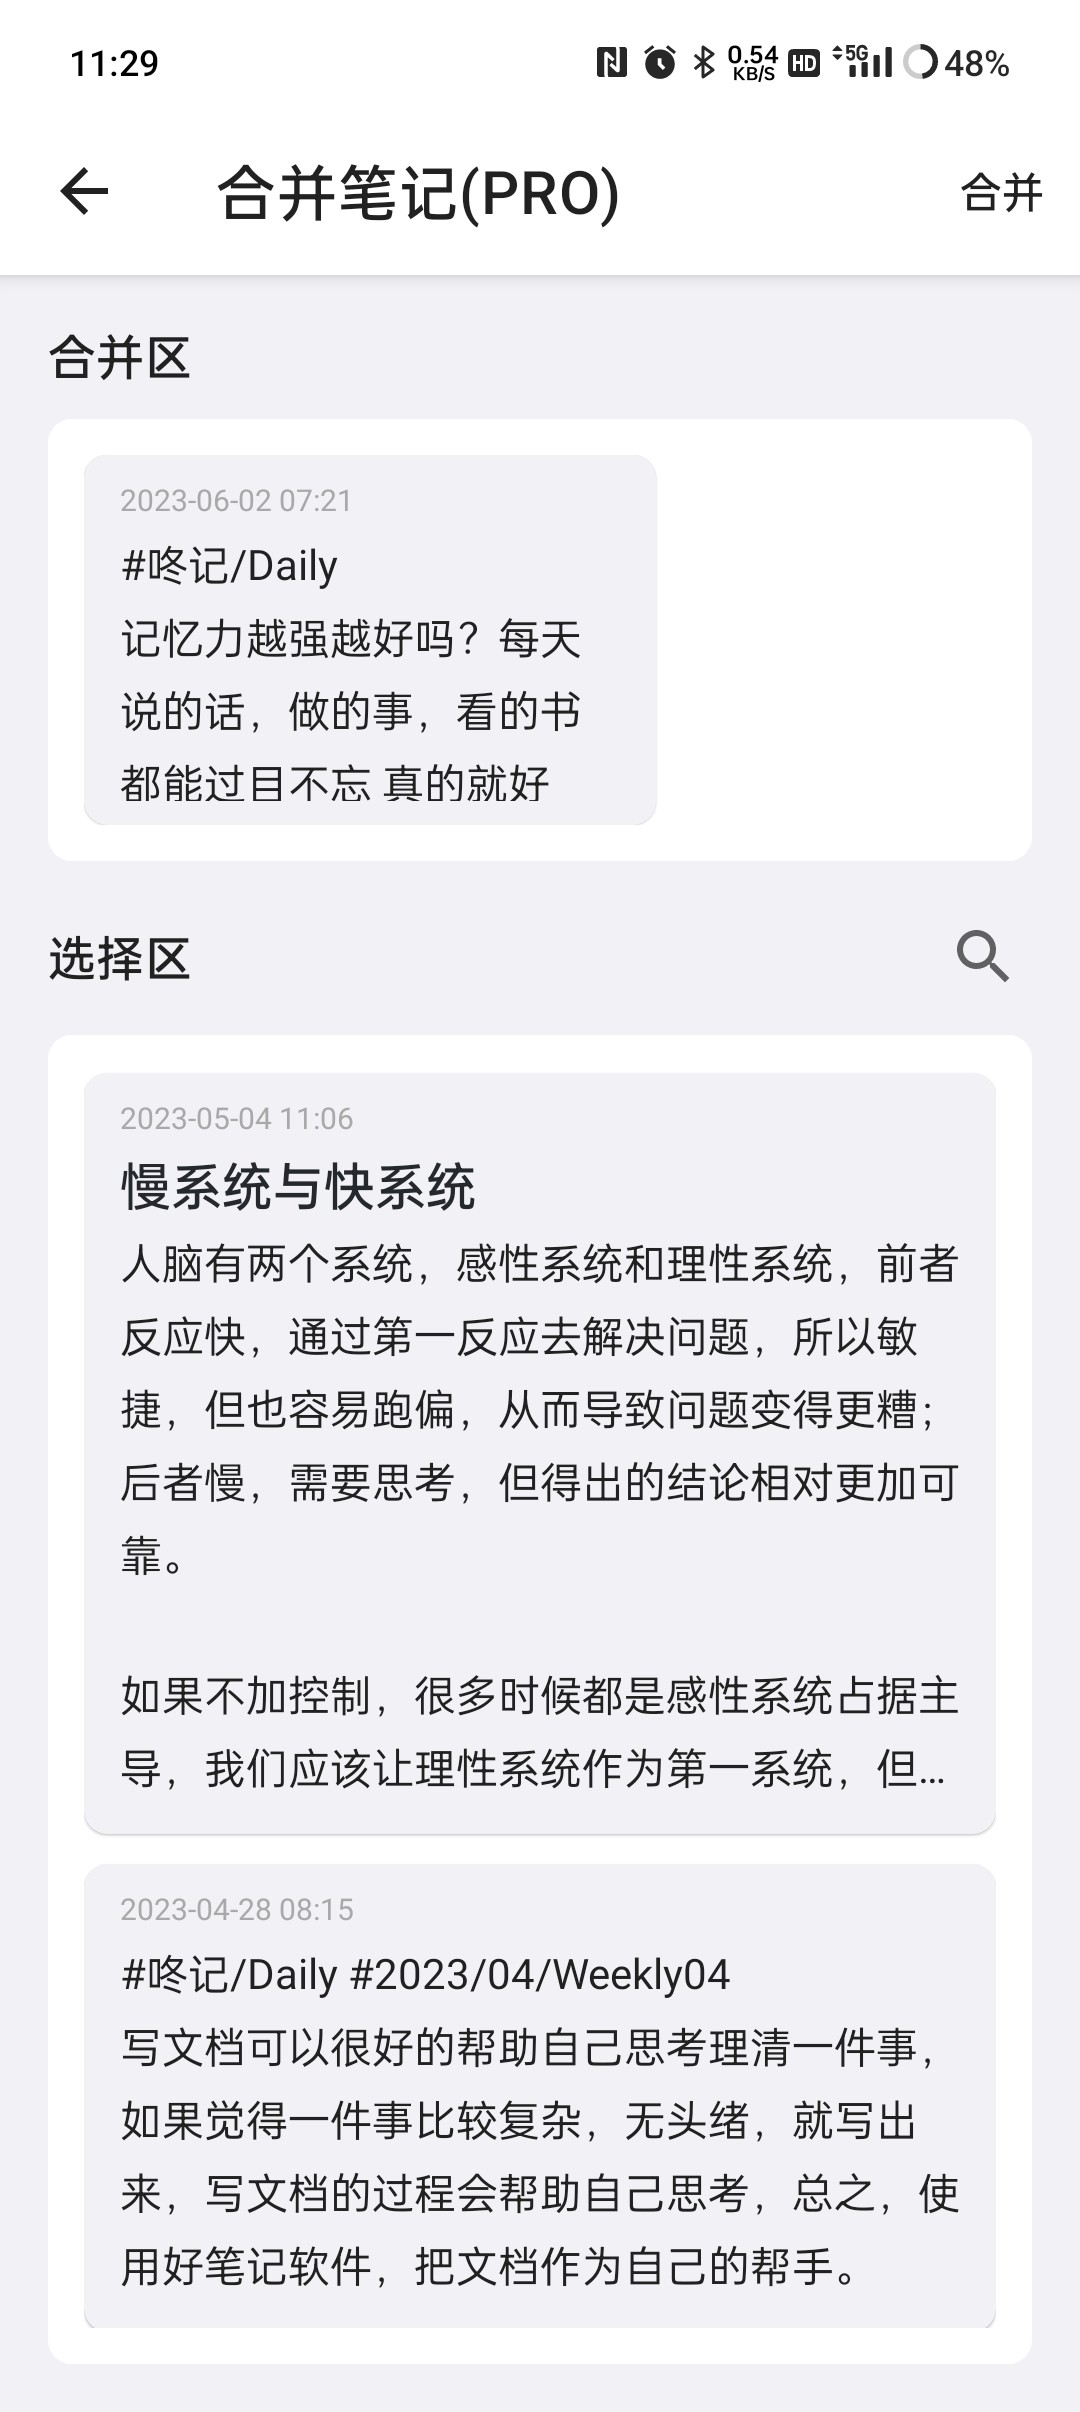 11:29
0.54 KB/S HD 5G 48%
合并笔记(PRO)
合并
合并区
2023-06-02 07:21
#咚记/Daily
记忆力越强越好吗？每天
说的话，做的事，看的书
都能过目不忘 真的就好
选择区
2023-05-04 11:06
慢系统与快系统
人脑有两个系统，感性系统和理性系统，前者
反应快，通过第一反应去解决问题，所以敏
捷，但也容易跑偏，从而导致问题变得更糟；
后者慢，需要思考，但得出的结论相对更加可
靠。
如果不加控制，很多时候都是感性系统占据主
导，我们应该让理性系统作为第一系统，但...
2023-04-28 08:15
#咚记/Daily #2023/04/Weekly04
写文档可以很好的帮助自己思考理清一件事，
如果觉得一件事比较复杂，无头绪，就写出
来，写文档的过程会帮助自己思考，总之，使
用好笔记软件，把文档作为自己的帮手。